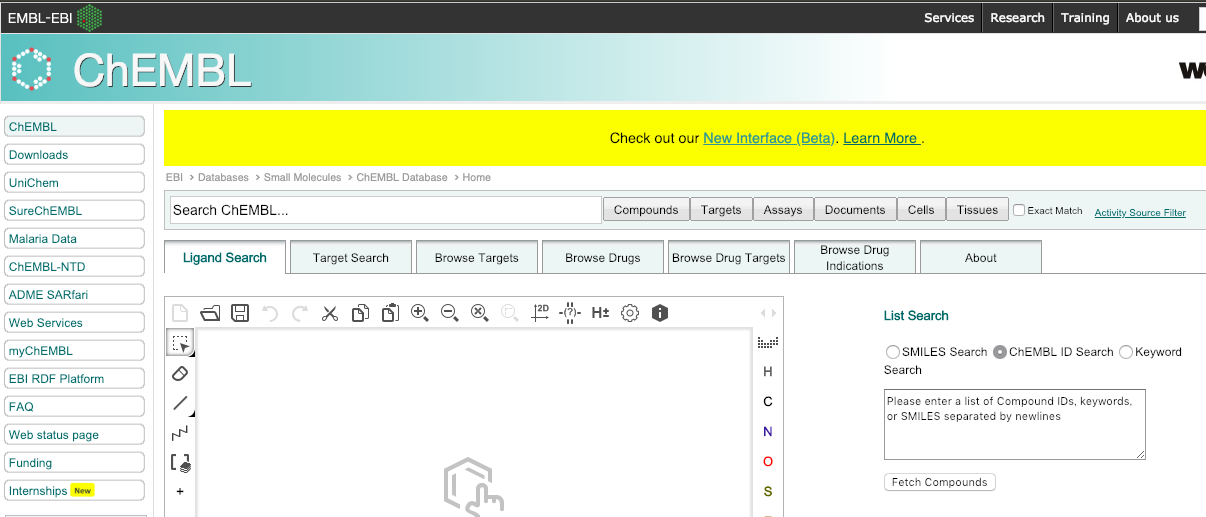 EMBL-EBI
Services Research Training About us
ChEMBL
ChEMBL
Downloads
UniChem
SureChEMBL
Malaria Data
ChEMBL-NTD
ADME SARfari
Web Services
myChEMBL
EBI RDF Platform
FAQ
Web status page
Funding
Internships New
Check out our New Interface (Beta). Learn More .
EBI > Databases > Small Molecules > ChEMBL Database > Home
Search ChEMBL... Compounds Targets Assays Documents Cells Tissues Exact Match Activity Source Filter
Ligand Search Target Search Browse Targets Browse Drugs Browse Drug Targets Browse Drug Indications About
2D H±
H
C
N
O
S
List Search
SMILES Search ChEMBL ID Search Keyword
Search
Please enter a list of Compound IDs, keywords,
or SMILES separated by newlines
Fetch Compounds